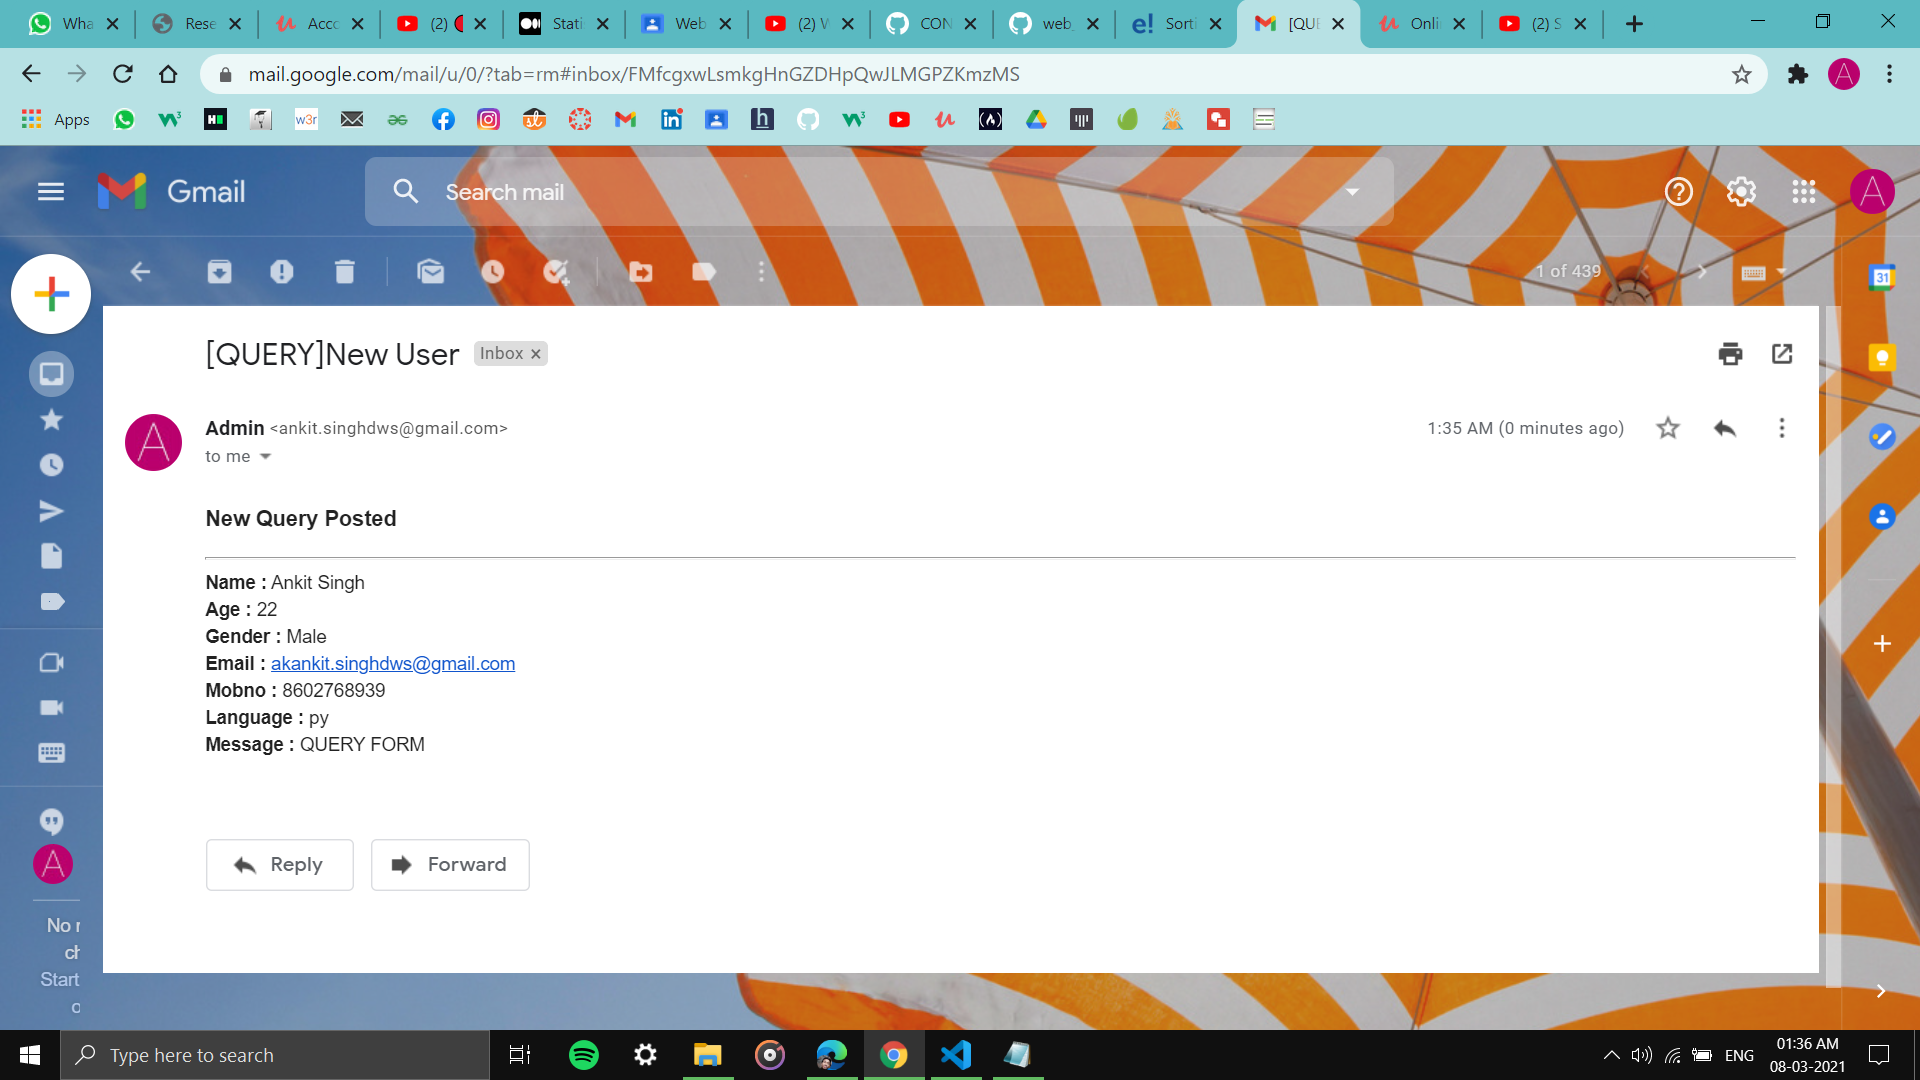 Wha
Rese
Acco
(2)
Stati
Web
(2) W
CON
web_
e! Sorti
[QUE
Onli
(2) S
mail.google.com/mail/u/0/?tab=rm#inbox/FMfcgxwLsmkgHnGZDHpQwJLMGPZKmzMS
A
Apps
w3r
Gmail
Search mail
A
1 of 439
31
[QUERY]New User
Inbox ×
A
Admin <ankit.singhdws@gmail.com>
1:35 AM (0 minutes ago)
to me
New Query Posted
Name : Ankit Singh
Age : 22
Gender : Male
Email : akankit.singhdws@gmail.com
Mobno : 8602768939
Language : py
Message : QUERY FORM
Reply
Forward
A
No r
ch
Start
o
Type here to search
ENG
01:36 AM
08-03-2021